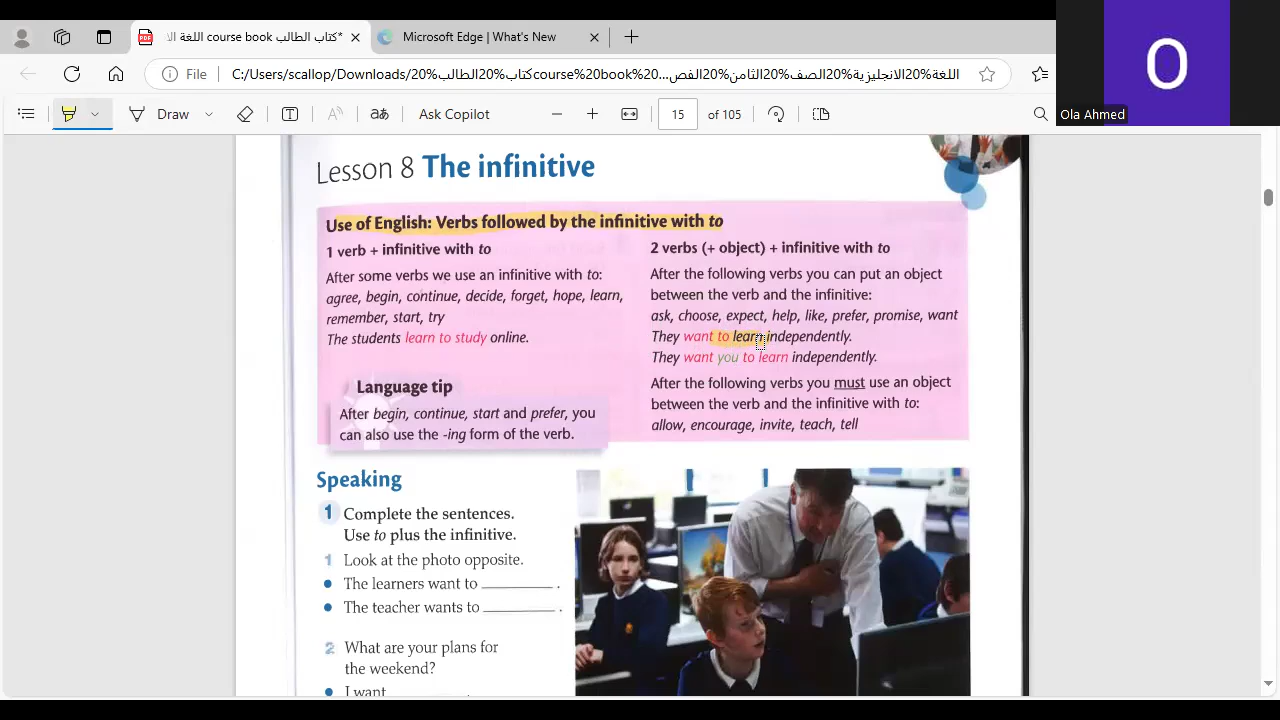 *كتاب الطالب course book اللغة الا
Microsoft Edge | What's New
File
C:/Users/scallop/Downloads/20%كتاب%20الطالبcourse%20book%20...اللغة%20الانجليزية%20الصف%20الثامن%20الفص
Draw
Ask Copilot
15
of 105
O
Ola Ahmed
Lesson 8 The infinitive
Use of English: Verbs followed by the infinitive with to
1 verb + infinitive with to
After some verbs we use an infinitive with to:
agree, begin, continue, decide, forget, hope, learn,
remember, start, try
The students learn to study online.
Language tip
After begin, continue, start and prefer, you
can also use the -ing form of the verb.
2 verbs (+ object) + infinitive with to
After the following verbs you can put an object
between the verb and the infinitive:
ask, choose, expect, help, like, prefer, promise, want
They want to learn independently.
They want you to learn independently.
After the following verbs you must use an object
between the verb and the infinitive with to:
allow, encourage, invite, teach, tell
Speaking
1 Complete the sentences.
Use to plus the infinitive.
1 Look at the photo opposite.
• The learners want to __________ .
• The teacher wants to __________ .
2 What are your plans for
the weekend?
• I want __________ .